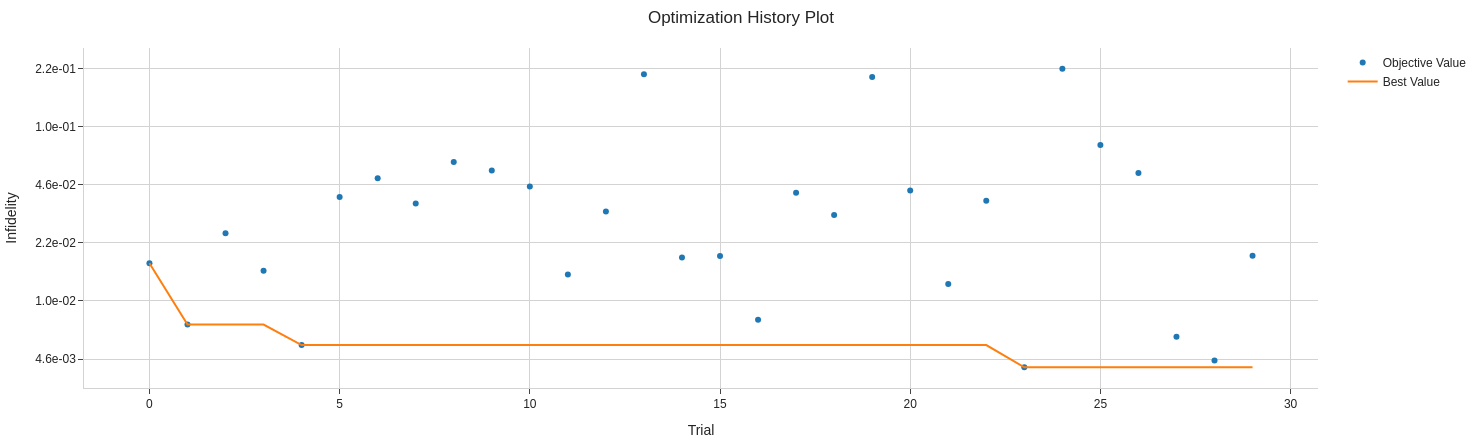 Optimization History Plot
Infidelity
2.2e-01
1.0e-01
4.6e-02
2.2e-02
1.0e-02
4.6e-03
0
5
10
15
20
25
30
Trial
Objective Value
Best Value